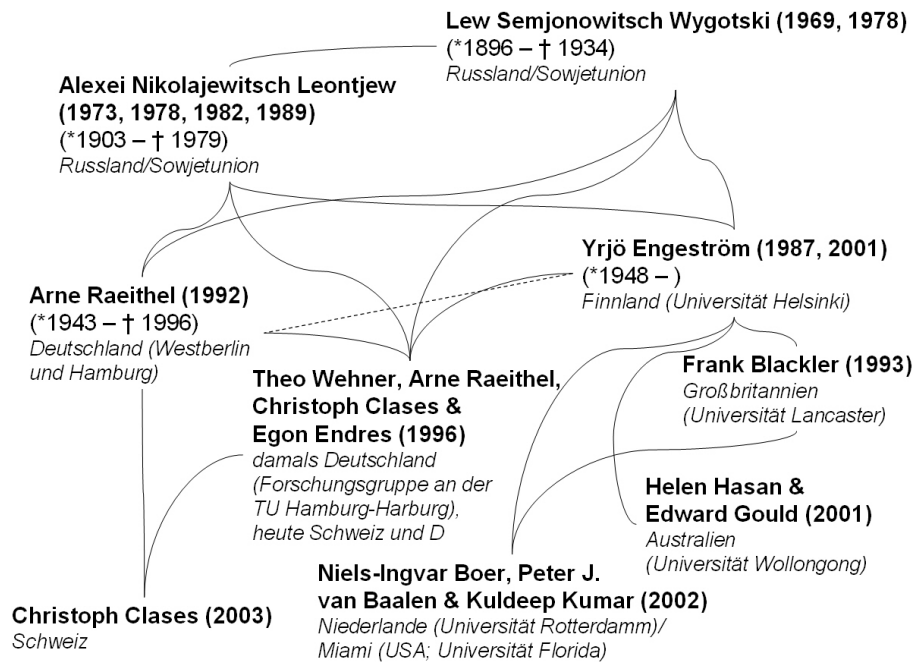 Lew Semjonowitsch Wygotski (1969, 1978)
(*1896 – † 1934)
Russland/Sowjetunion
Alexei Nikolajewitsch Leontjew
(1973, 1978, 1982, 1989)
(*1903 – † 1979)
Russland/Sowjetunion
Yrjö Engeström (1987, 2001)
(*1948 – )
Finnland (Universität Helsinki)
Arne Raeithel (1992)
(*1943 – † 1996)
Deutschland (Westberlin
und Hamburg)
Theo Wehner, Arne Raeithel,
Christoph Clases &
Egon Endres (1996)
damals Deutschland
(Forschungsgruppe an der
TU Hamburg-Harburg),
heute Schweiz und D
Frank Blackler (1993)
Großbritannien
(Universität Lancaster)
Helen Hasan &
Edward Gould (2001)
Australien
(Universität Wollongong)
Niels-Ingvar Boer, Peter J.
van Baalen & Kuldeep Kumar (2002)
Niederlande (Universität Rotterdamm)/
Miami (USA; Universität Florida)
Christoph Clases (2003)
Schweiz